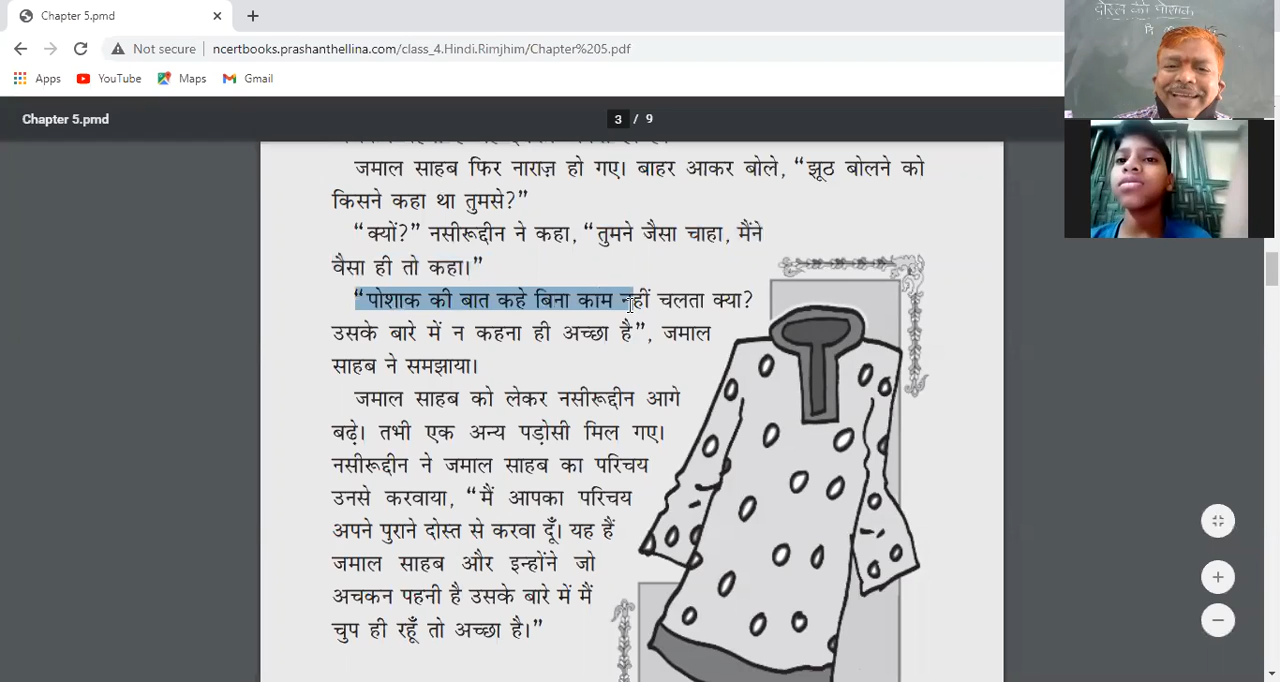 Chapter 5.pmd
Not secure
ncertbooks.prashanthellina.com/class_4.Hindi.Rimjhim/Chapter%205.pdf
Apps YouTube Maps Gmail
दोस्त की पोशाक
Chapter 5.pmd
3 / 9
जमाल साहब फिर नाराज़ हो गए। बाहर आकर बोले, “झूठ बोलने को
किसने कहा था तुमसे?”
“क्यों?” नसीरूद्दीन ने कहा, “तुमने जैसा चाहा, मैंने
वैसा ही तो कहा।”
“पोशाक की बात कहे बिना काम नहीं चलता क्या?
उसके बारे में न कहना ही अच्छा है”, जमाल
साहब ने समझाया।
जमाल साहब को लेकर नसीरूद्दीन आगे
बढ़े। तभी एक अन्य पड़ोसी मिल गए।
नसीरूद्दीन ने जमाल साहब का परिचय
उनसे करवाया, “मैं आपका परिचय
अपने पुराने दोस्त से करवा दूँ। यह हैं
जमाल साहब और इन्होंने जो
अचकन पहनी है उसके बारे में मैं
चुप ही रहूँ तो अच्छा है।”